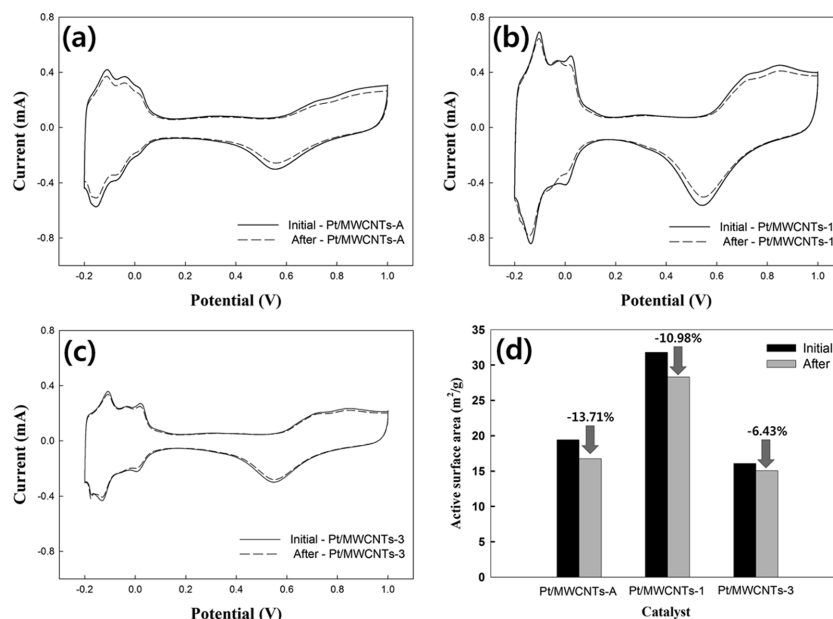 (a)
0.8
0.4
0.0
-0.4
-0.8
Current (mA)
Initial - Pt/MWCNTs-A
After - Pt/MWCNTs-A
-0.2 0.0 0.2 0.4 0.6 0.8 1.0
Potential (V)
(b)
0.8
0.4
0.0
-0.4
-0.8
Current (mA)
Initial - Pt/MWCNTs-1
After - Pt/MWCNTs-1
-0.2 0.0 0.2 0.4 0.6 0.8 1.0
Potential (V)
(c)
0.8
0.4
0.0
-0.4
-0.8
Current (mA)
Initial - Pt/MWCNTs-3
After - Pt/MWCNTs-3
-0.2 0.0 0.2 0.4 0.6 0.8 1.0
Potential (V)
(d)
35
30
25
20
15
10
5
0
Active surface area (m²/g)
Initial
After
-13.71%
-10.98%
-6.43%
Pt/MWCNTs-A Pt/MWCNTs-1 Pt/MWCNTs-3
Catalyst